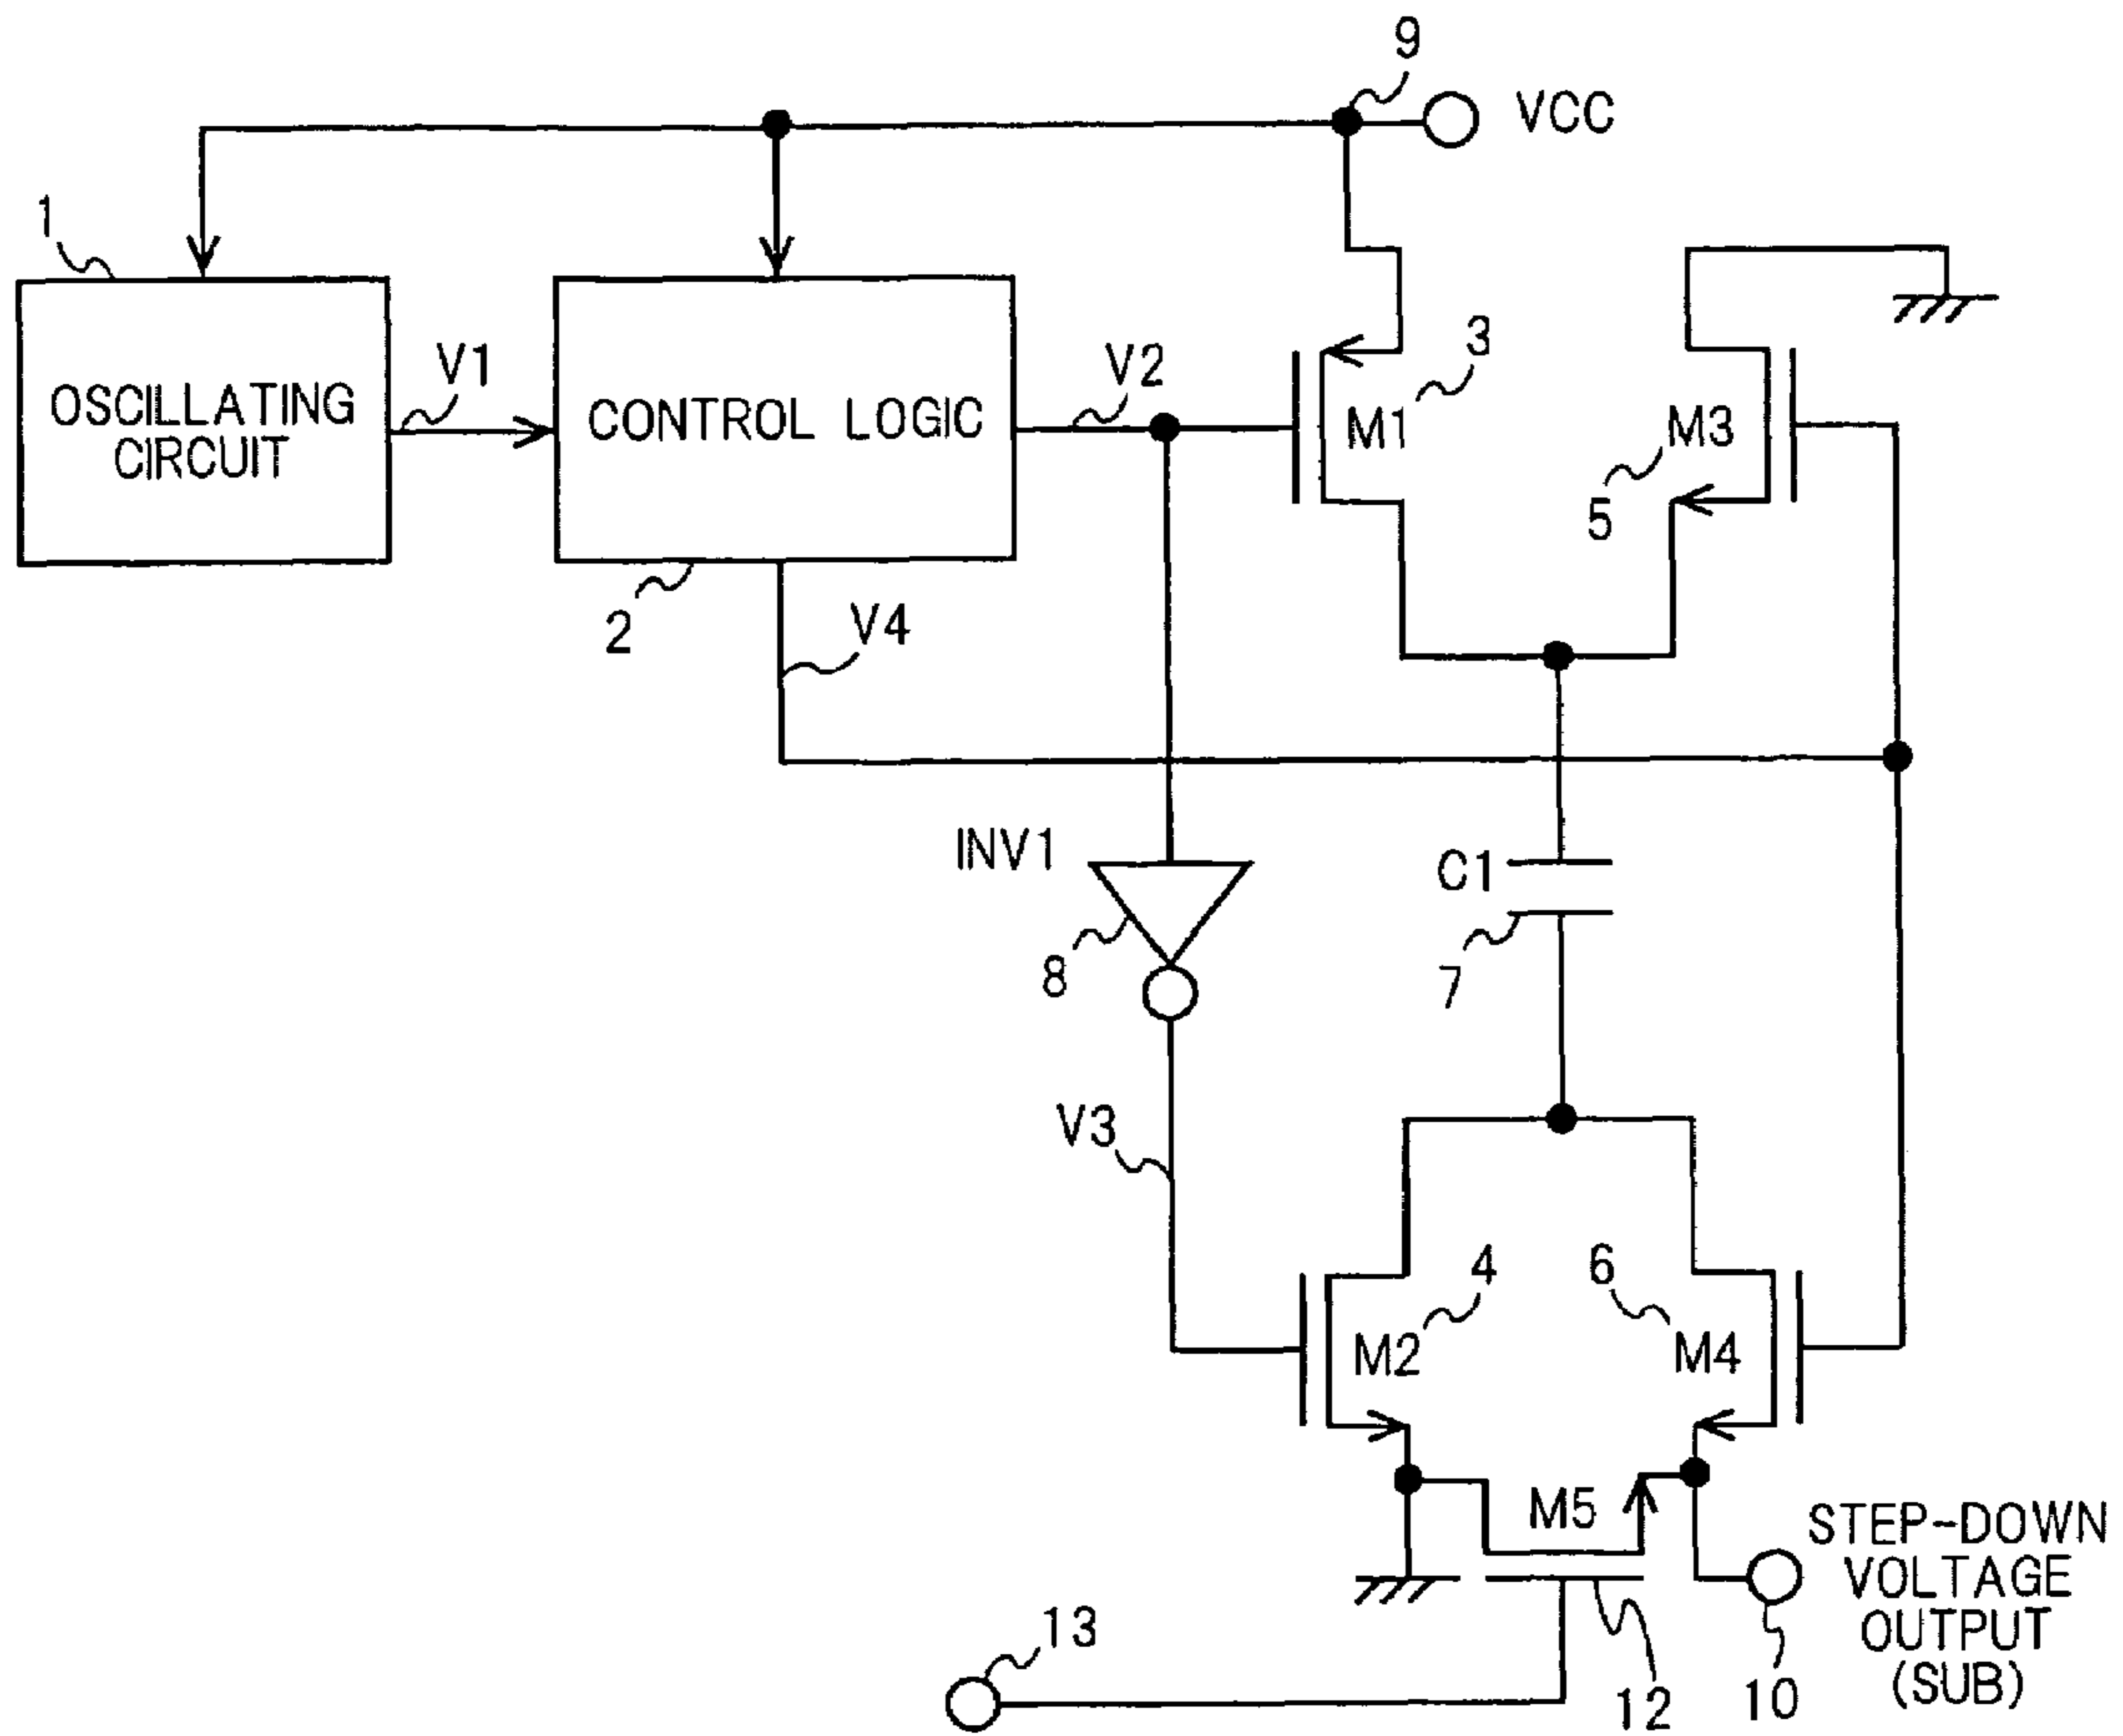 9
VCC
1
3
V1
V2
OSCILLATING
CIRCUIT
CONTROL LOGIC
M1
M3
5
2
V4
INV1
C1
8
7
V3
4
6
M2
M4
M5
STEP-DOWN
VOLTAGE
OUTPUT
(SUB)
13
12
10